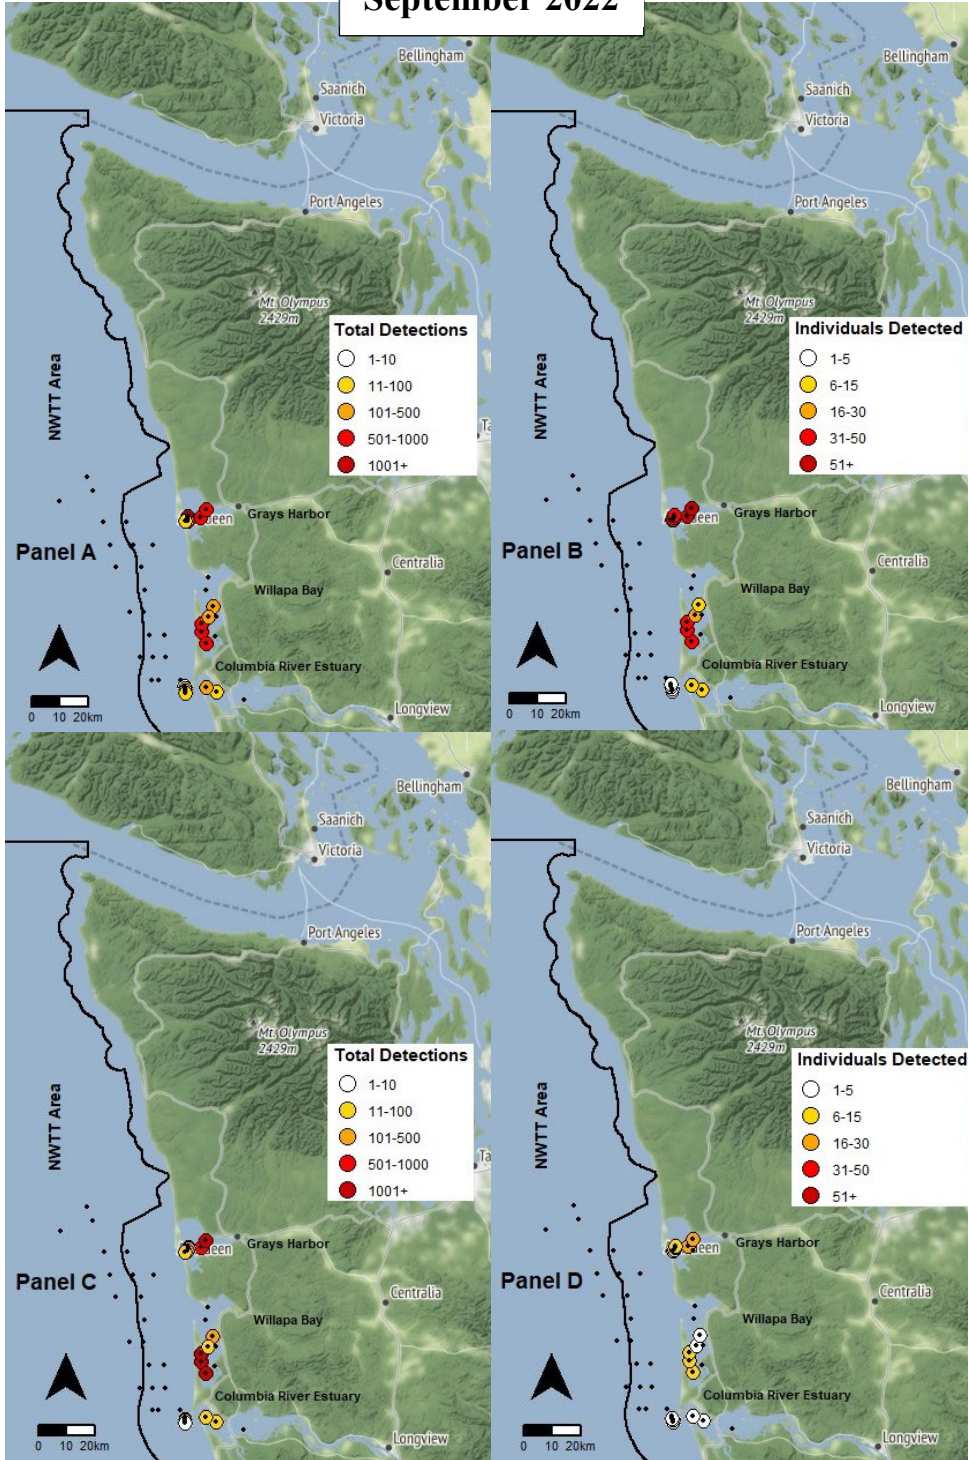 September 2022
Bellingham
Saanich
Victoria
Port Angeles
Mt. Olympus
2429m
Total Detections
1-10
11-100
101-500
501-1000
1001+
NWTT Area
Ta
Grays Harbor
deen
Panel A
Centralia
Willapa Bay
Columbia River Estuary
0 10 20km
Longview
Bellingham
Saanich
Victoria
Port Angeles
Mt. Olympus
2429m
Individuals Detected
1-5
6-15
16-30
31-50
51+
NWTT Area
Grays Harbor
deen
Panel B
Centralia
Willapa Bay
Columbia River Estuary
0 10 20km
Longview
Bellingham
Saanich
Victoria
Port Angeles
Mt. Olympus
2429m
Total Detections
1-10
11-100
101-500
501-1000
1001+
NWTT Area
Ta
Grays Harbor
deen
Panel C
Centralia
Willapa Bay
Columbia River Estuary
0 10 20km
Longview
Bellingham
Saanich
Victoria
Port Angeles
Mt. Olympus
2429m
Individuals Detected
1-5
6-15
16-30
31-50
51+
NWTT Area
Grays Harbor
een
Panel D
Centralia
Willapa Bay
Columbia River Estuary
0 10 20km
Longview